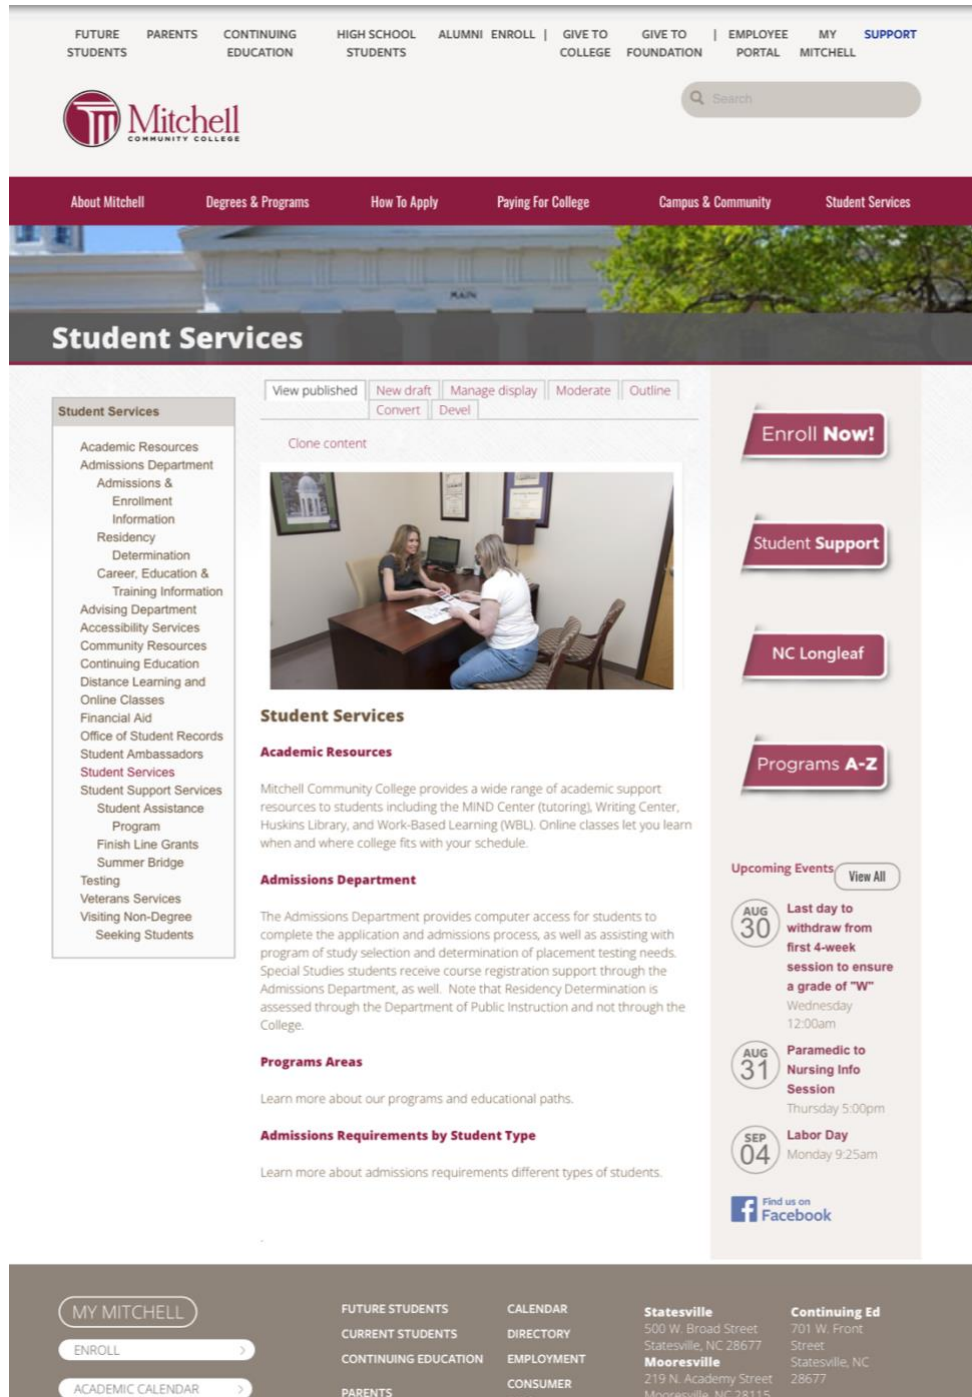 FUTURE STUDENTS
PARENTS
CONTINUING EDUCATION
HIGH SCHOOL STUDENTS
ALUMNI
ENROLL |
GIVE TO COLLEGE
GIVE TO FOUNDATION
|
EMPLOYEE PORTAL
MY MITCHELL
SUPPORT
Mitchell
COMMUNITY COLLEGE
Search
About Mitchell
Degrees & Programs
How To Apply
Paying For College
Campus & Community
Student Services
MAIN
Student Services
Student Services
Academic Resources
Admissions Department
Admissions &
Enrollment
Information
Residency
Determination
Career, Education &
Training Information
Advising Department
Accessibility Services
Community Resources
Continuing Education
Distance Learning and
Online Classes
Financial Aid
Office of Student Records
Student Ambassadors
Student Services
Student Support Services
Student Assistance
Program
Finish Line Grants
Summer Bridge
Testing
Veterans Services
Visiting Non-Degree
Seeking Students
View published
New draft
Manage display
Moderate
Outline
Convert
Devel
Clone content
Student Services
Academic Resources
Mitchell Community College provides a wide range of academic support
resources to students including the MIND Center (tutoring), Writing Center,
Huskins Library, and Work-Based Learning (WBL). Online classes let you learn
when and where college fits with your schedule.
Admissions Department
The Admissions Department provides computer access for students to
complete the application and admissions process, as well as assisting with
program of study selection and determination of placement testing needs.
Special Studies students receive course registration support through the
Admissions Department, as well. Note that Residency Determination is
assessed through the Department of Public Instruction and not through the
College.
Programs Areas
Learn more about our programs and educational paths.
Admissions Requirements by Student Type
Learn more about admissions requirements different types of students.
.
Enroll Now!
Student Support
NC Longleaf
Programs A-Z
Upcoming Events
View All
AUG
30
Last day to
withdraw from
first 4-week
session to ensure
a grade of "W"
Wednesday
12:00am
AUG
31
Paramedic to
Nursing Info
Session
Thursday 5:00pm
SEP
04
Labor Day
Monday 9:25am
Find us on
Facebook
MY MITCHELL
ENROLL
ACADEMIC CALENDAR
FUTURE STUDENTS
CURRENT STUDENTS
CONTINUING EDUCATION
PARENTS
CALENDAR
DIRECTORY
EMPLOYMENT
CONSUMER
Statesville
500 W. Broad Street
Statesville, NC 28677
Mooresville
219 N. Academy Street
Mooresville, NC 28115
Continuing Ed
701 W. Front
Street
Statesville, NC
28677